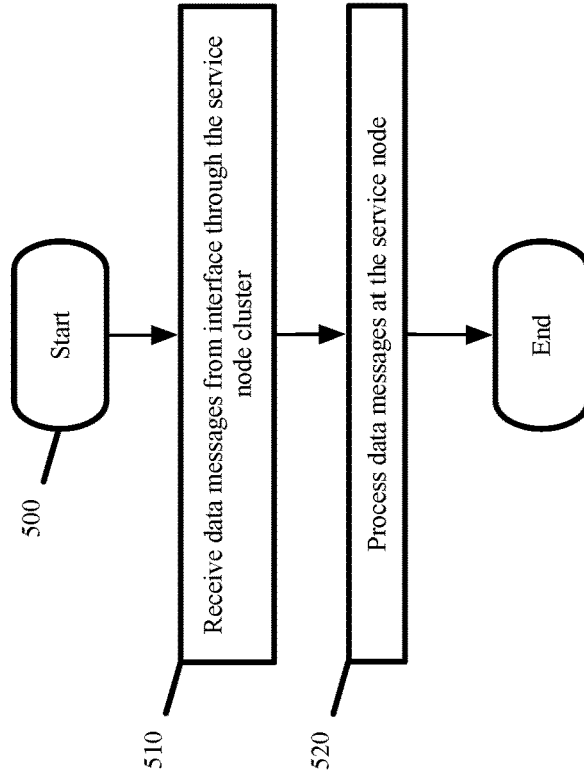 500
Start
510
Receive data messages from interface through the service
node cluster
520
Process data messages at the service node
End